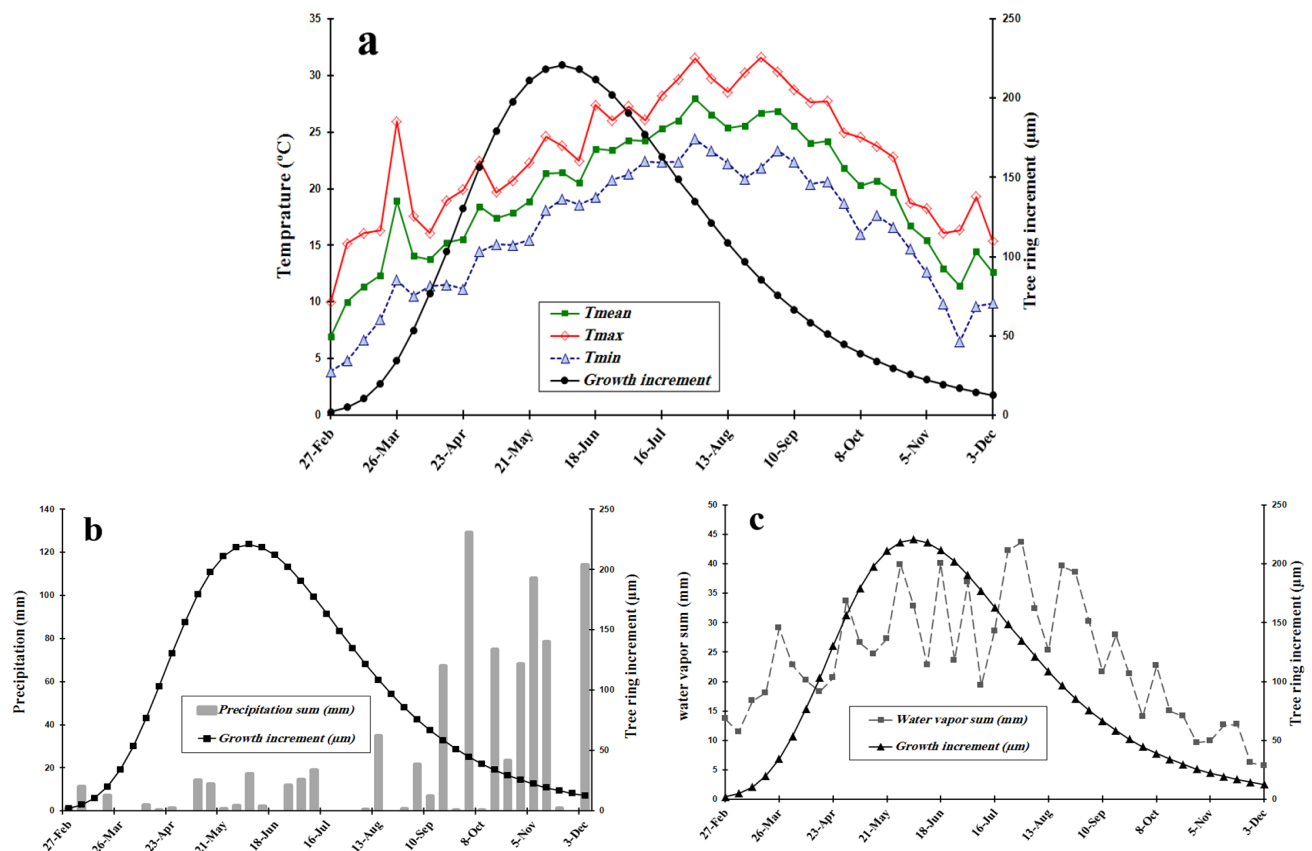 a
35
30
25
20
15
10
5
0
Temprature (ºC)
250
200
150
100
50
0
Tree ring increment (µm)
Tmean
Tmax
Tmin
Growth increment
27-Feb
26-Mar
23-Apr
21-May
18-Jun
16-Jul
13-Aug
10-Sep
8-Oct
5-Nov
3-Dec
b
140
120
100
80
60
40
20
0
Precipitation (mm)
250
200
150
100
50
0
Tree ring increment (µm)
Precipitation sum (mm)
Growth increment (µm)
27-Feb
26-Mar
23-Apr
21-May
18-Jun
16-Jul
13-Aug
10-Sep
8-Oct
5-Nov
3-Dec
c
50
45
40
35
30
25
20
15
10
5
0
water vapor sum (mm)
250
200
150
100
50
0
Tree ring increment (µm)
Water vapor sum (mm)
Growth increment (µm)
27-Feb
26-Mar
23-Apr
21-May
18-Jun
16-Jul
13-Aug
10-Sep
8-Oct
5-Nov
3-Dec